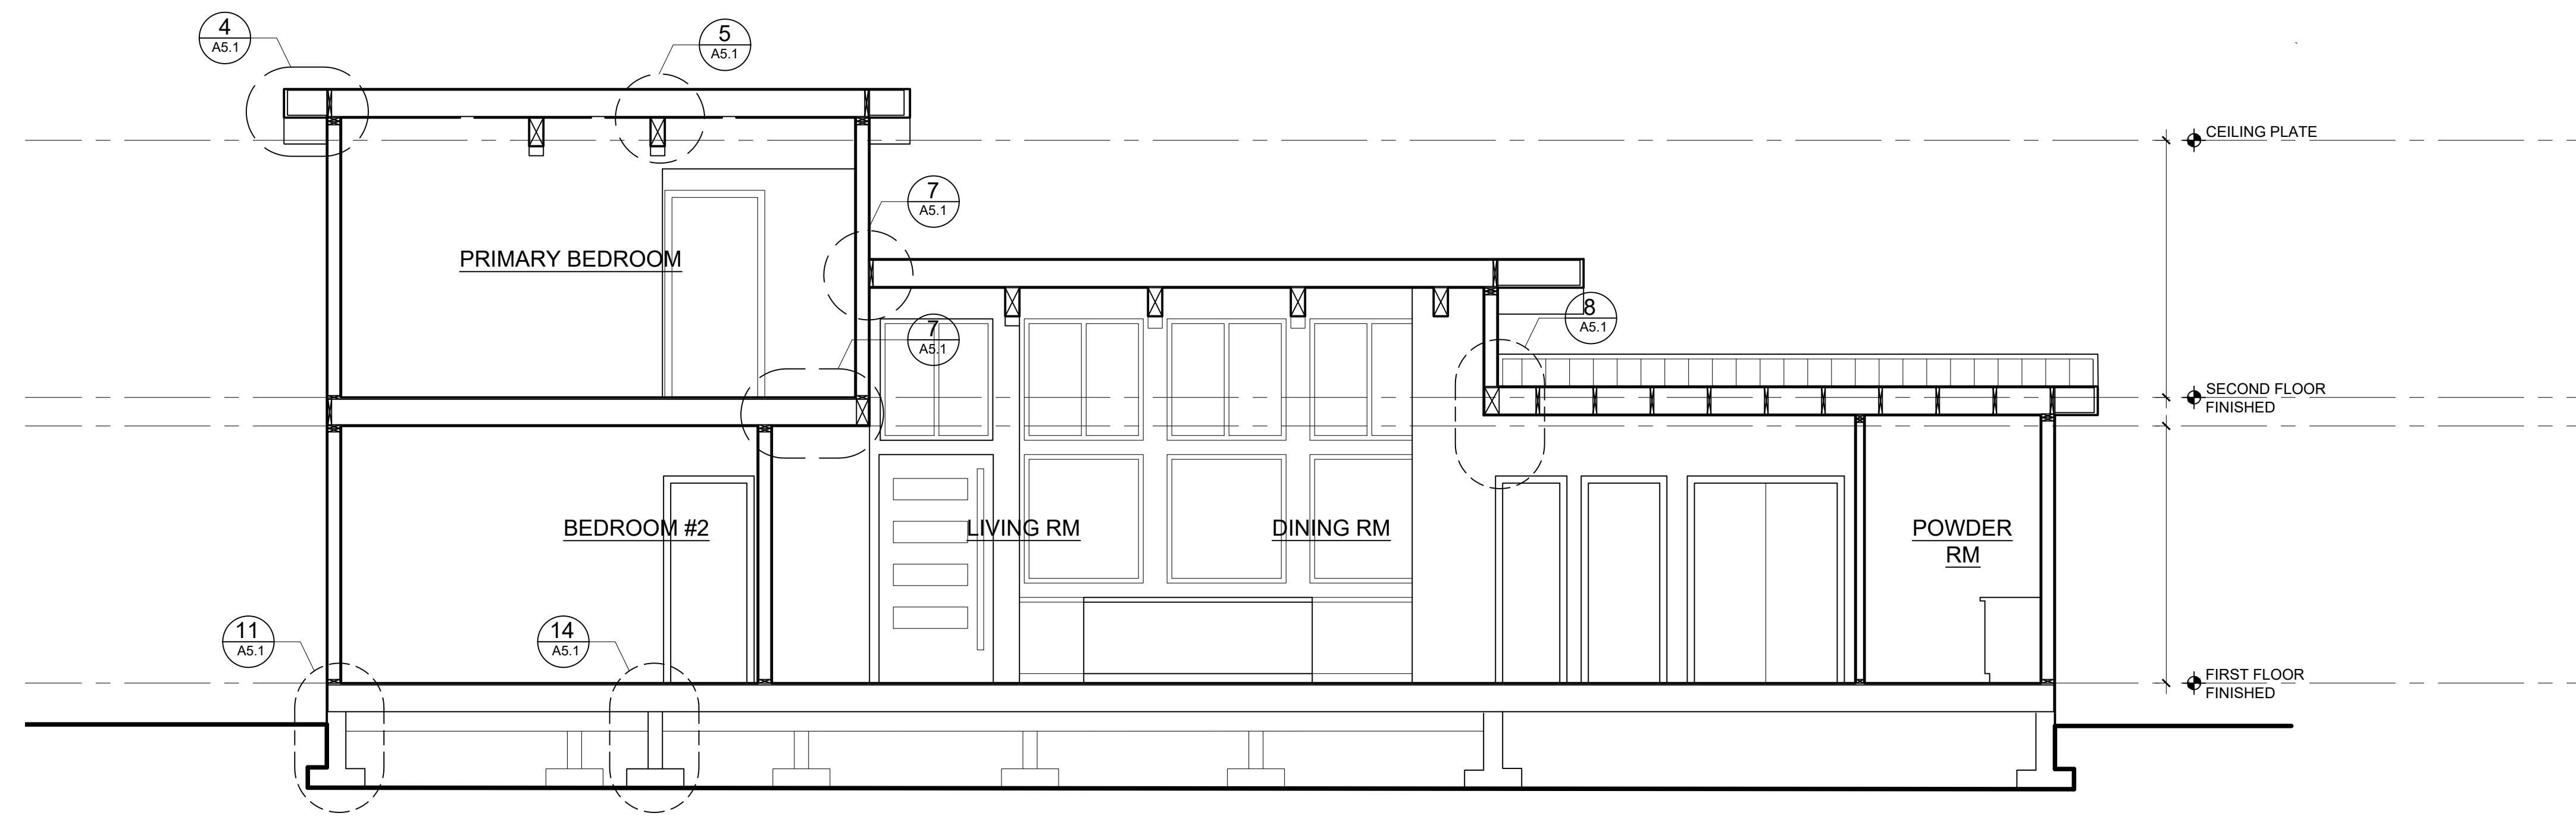 4
A5.1
5
A5.1
CEILING PLATE
7
A5.1
PRIMARY BEDROOM
7
A5.1
8
A5.1
SECOND FLOOR
FINISHED
BEDROOM #2
LIVING RM
DINING RM
POWDER
RM
11
A5.1
14
A5.1
FIRST FLOOR
FINISHED